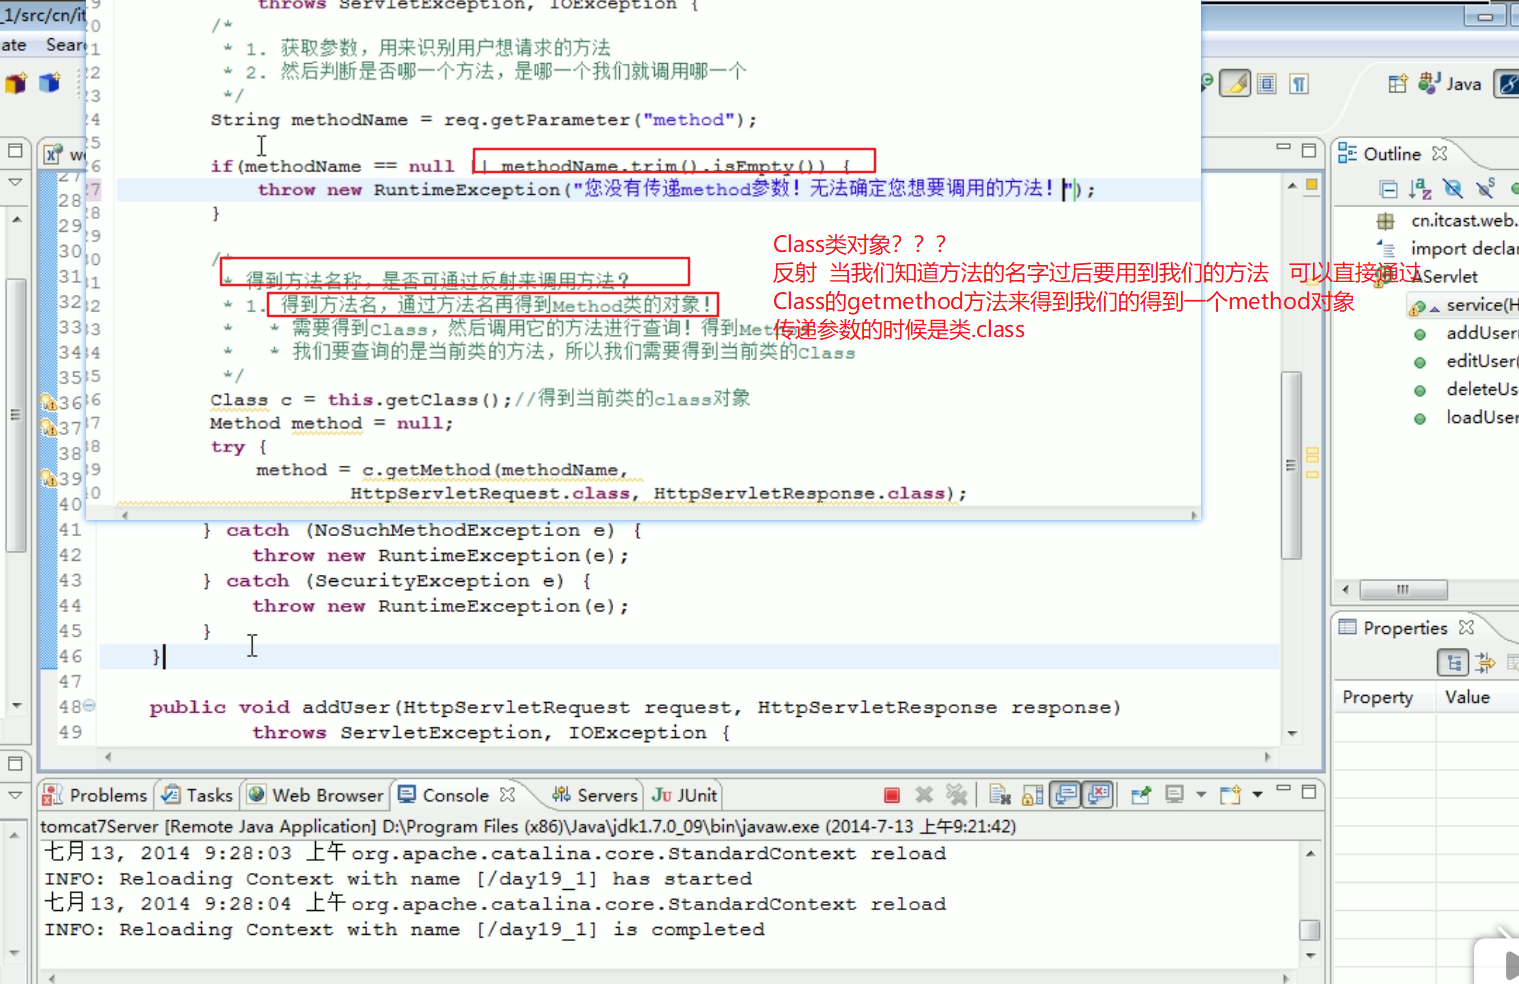 _1/src/cn/it
ate Sear
Java
throws ServletException, IOException {
20 /*
21 * 1. 获取参数，用来识别用户想请求的方法
22 * 2. 然后判断是否哪一个方法，是哪一个我们就调用哪一个
23 */
24 String methodName = req.getParameter("method");
25
26 if(methodName == null || methodName.trim().isEmpty()) {
27 throw new RuntimeException("您没有传递method参数！无法确定您想要调用的方法！");
28 }
29
30 /*
31 * 得到方法名称，是否可通过反射来调用方法？
32 * 1. 得到方法名，通过方法名再得到Method类的对象！
33 * * 需要得到Class，然后调用它的方法进行查询！得到Method
34 * * 我们要查询的是当前类的方法，所以我们需要得到当前类的Class
35 */
36 Class c = this.getClass();//得到当前类的class对象
37 Method method = null;
38 try {
39 method = c.getMethod(methodName,
40 HttpServletRequest.class, HttpServletResponse.class);
Class类对象？？？
反射 当我们知道方法的名字过后要用到我们的方法 可以直接通过
Class的getmethod方法来得到我们的得到一个method对象
传递参数的时候是类.class
41 } catch (NoSuchMethodException e) {
42 throw new RuntimeException(e);
43 } catch (SecurityException e) {
44 throw new RuntimeException(e);
45 }
46 }
47
48 public void addUser(HttpServletRequest request, HttpServletResponse response)
49 throws ServletException, IOException {
Outline
cn.itcast.web.
import declar
AServlet
service(H
addUser(
editUser(
deleteUs
loadUser
Properties
Property Value
Problems Tasks Web Browser Console Servers JUnit
tomcat7Server [Remote Java Application] D:\Program Files (x86)\Java\jdk1.7.0_09\bin\javaw.exe (2014-7-13 上午9:21:42)
七月13, 2014 9:28:03 上午 org.apache.catalina.core.StandardContext reload
INFO: Reloading Context with name [/day19_1] has started
七月13, 2014 9:28:04 上午 org.apache.catalina.core.StandardContext reload
INFO: Reloading Context with name [/day19_1] is completed